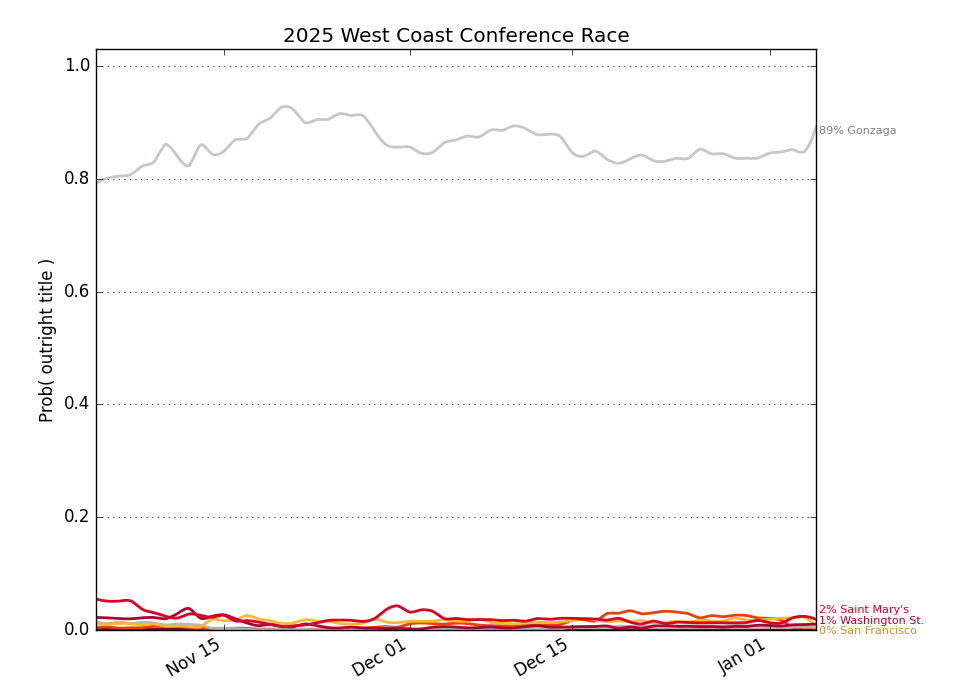 2025 West Coast Conference Race
Prob( outright title )
1.0
0.8
0.6
0.4
0.2
0.0
Nov 15
Dec 01
Dec 15
Jan 01
89% Gonzaga
2% Saint Mary's
1% Washington St.
0% San Francisco